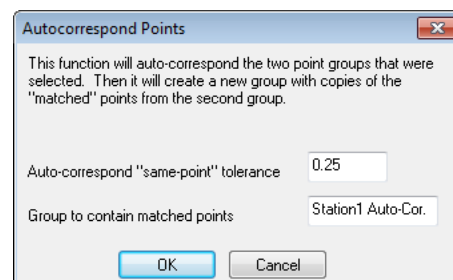 Autocorrespond Points
This function will auto-correspond the two point groups that were
selected. Then it will create a new group with copies of the
"matched" points from the second group.
Auto-correspond "same-point" tolerance
0.25
Group to contain matched points
Station1 Auto-Cor.
OK
Cancel